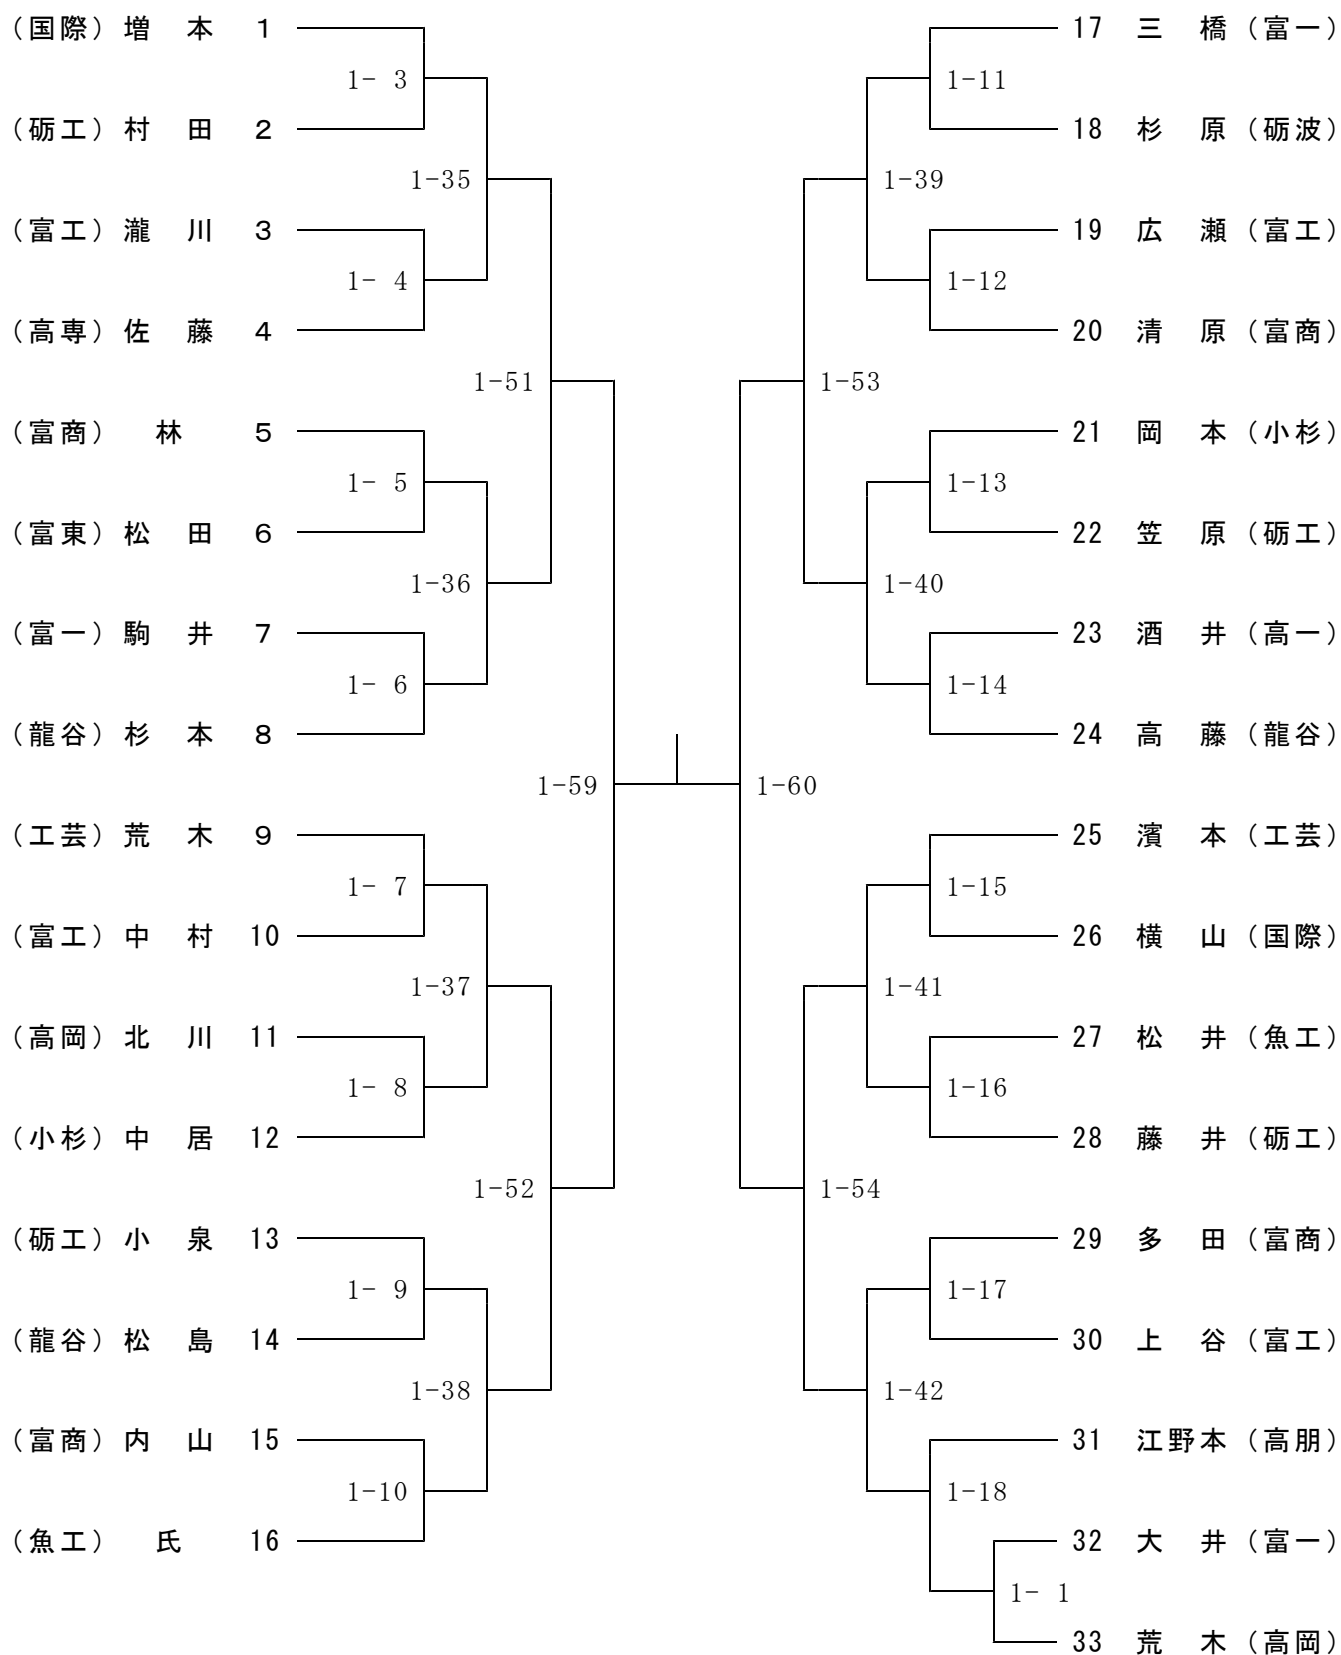 (国際) 増 本 1
1- 3
(砺工) 村 田 2
1-35
(富工) 瀧 川 3
1- 4
(高専) 佐 藤 4
1-51
(富商) 林 5
1- 5
(富東) 松 田 6
1-36
(富一) 駒 井 7
1- 6
(龍谷) 杉 本 8
1-59
(工芸) 荒 木 9
1- 7
(富工) 中 村 10
1-37
(高岡) 北 川 11
1- 8
(小杉) 中 居 12
1-52
(砺工) 小 泉 13
1- 9
(龍谷) 松 島 14
1-38
(富商) 内 山 15
1-10
(魚工) 氏 16
17 三 橋 (富一)
1-11
18 杉 原 (砺波)
1-39
19 広 瀬 (富工)
1-12
20 清 原 (富商)
1-53
21 岡 本 (小杉)
1-13
22 笠 原 (砺工)
1-40
23 酒 井 (高一)
1-14
24 高 藤 (龍谷)
1-60
25 濱 本 (工芸)
1-15
26 横 山 (国際)
1-41
27 松 井 (魚工)
1-16
28 藤 井 (砺工)
1-54
29 多 田 (富商)
1-17
30 上 谷 (富工)
1-42
31 江野本 (高朋)
1-18
32 大 井 (富一)
1- 1
33 荒 木 (高岡)